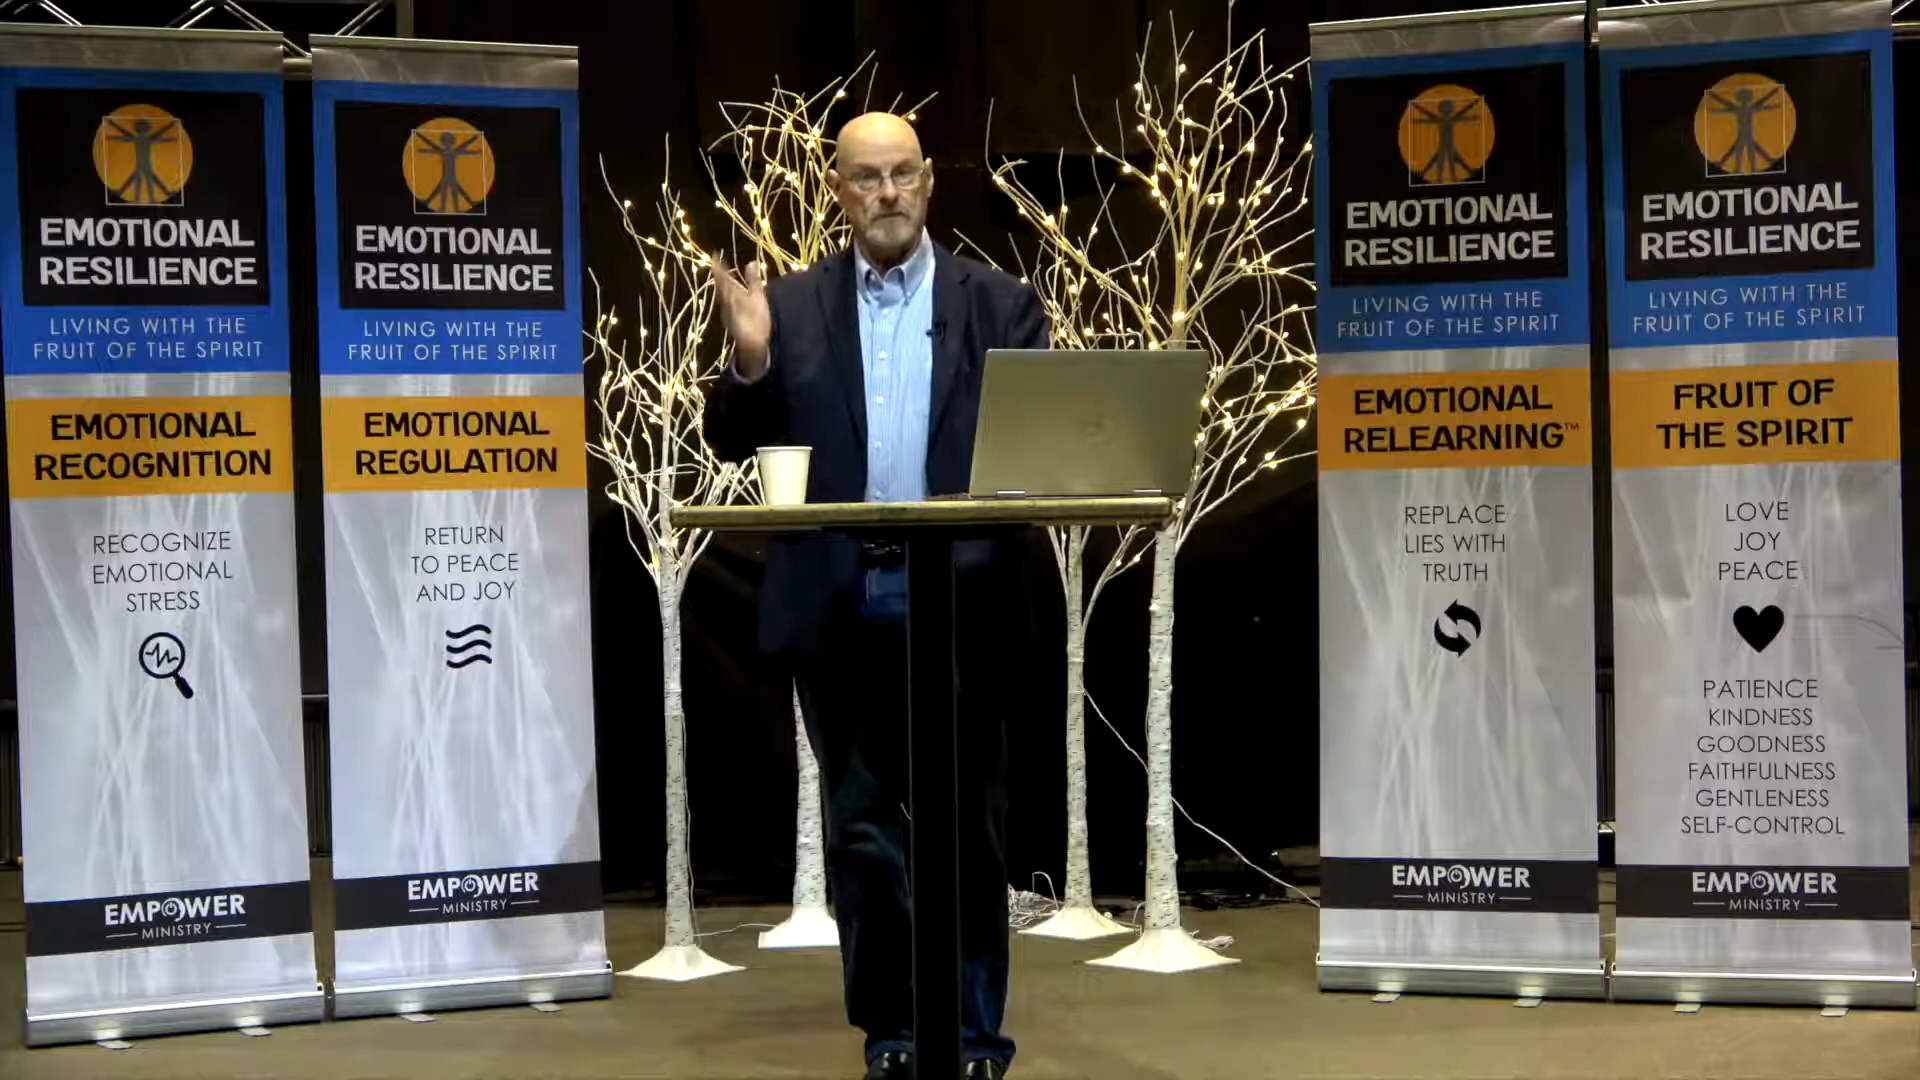 EMOTIONAL
RESILIENCE
LIVING WITH THE
FRUIT OF THE SPIRIT
EMOTIONAL
RECOGNITION
RECOGNIZE
EMOTIONAL
STRESS
EMPOWER
MINISTRY
EMOTIONAL
RESILIENCE
LIVING WITH THE
FRUIT OF THE SPIRIT
EMOTIONAL
REGULATION
RETURN
TO PEACE
AND JOY
EMPOWER
MINISTRY
EMOTIONAL
RESILIENCE
LIVING WITH THE
FRUIT OF THE SPIRIT
EMOTIONAL
RELEARNING™
REPLACE
LIES WITH
TRUTH
EMPOWER
MINISTRY
EMOTIONAL
RESILIENCE
LIVING WITH THE
FRUIT OF THE SPIRIT
FRUIT OF
THE SPIRIT
LOVE
JOY
PEACE
PATIENCE
KINDNESS
GOODNESS
FAITHFULNESS
GENTLENESS
SELF-CONTROL
EMPOWER
MINISTRY